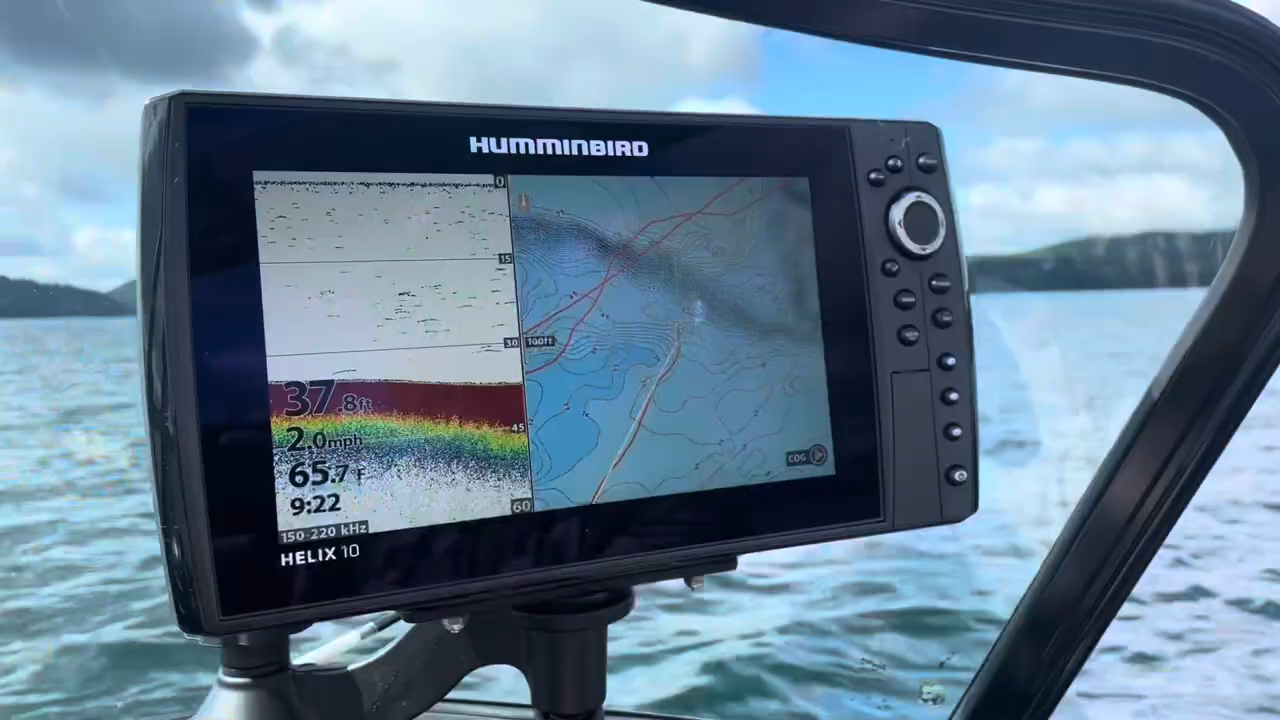 HUMMINBIRD
0
15
30 100ft
37.8ft
45
2.0mph
65.7 F
9:22
60
150-220 kHz
COG
HELIX 10